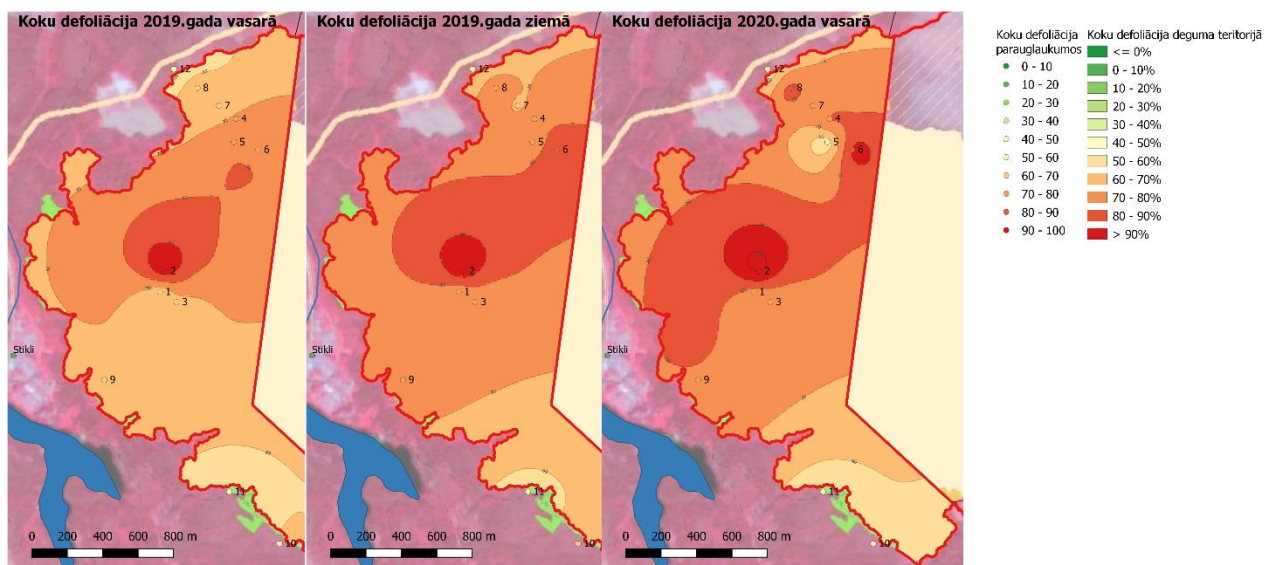 Koku defoliācija 2019.gada vasarā
Koku defoliācija 2019.gada ziemā
Koku defoliācija 2020.gada vasarā
12
8
7
4
5
6
2
1
3
Stikli
9
11
10
0 200 400 600 800 m
12
8
7
4
5
6
2
1
3
Stikli
9
11
10
0 200 400 600 800 m
12
8
7
4
5
6
2
1
3
Stikli
9
11
10
0 200 400 600 800 m
Koku defoliācija
parauglaukumos
0 - 10
10 - 20
20 - 30
30 - 40
40 - 50
50 - 60
60 - 70
70 - 80
80 - 90
90 - 100
Koku defoliācija deguma teritorijā
<= 0%
0 - 10%
10 - 20%
20 - 30%
30 - 40%
40 - 50%
50 - 60%
60 - 70%
70 - 80%
80 - 90%
> 90%